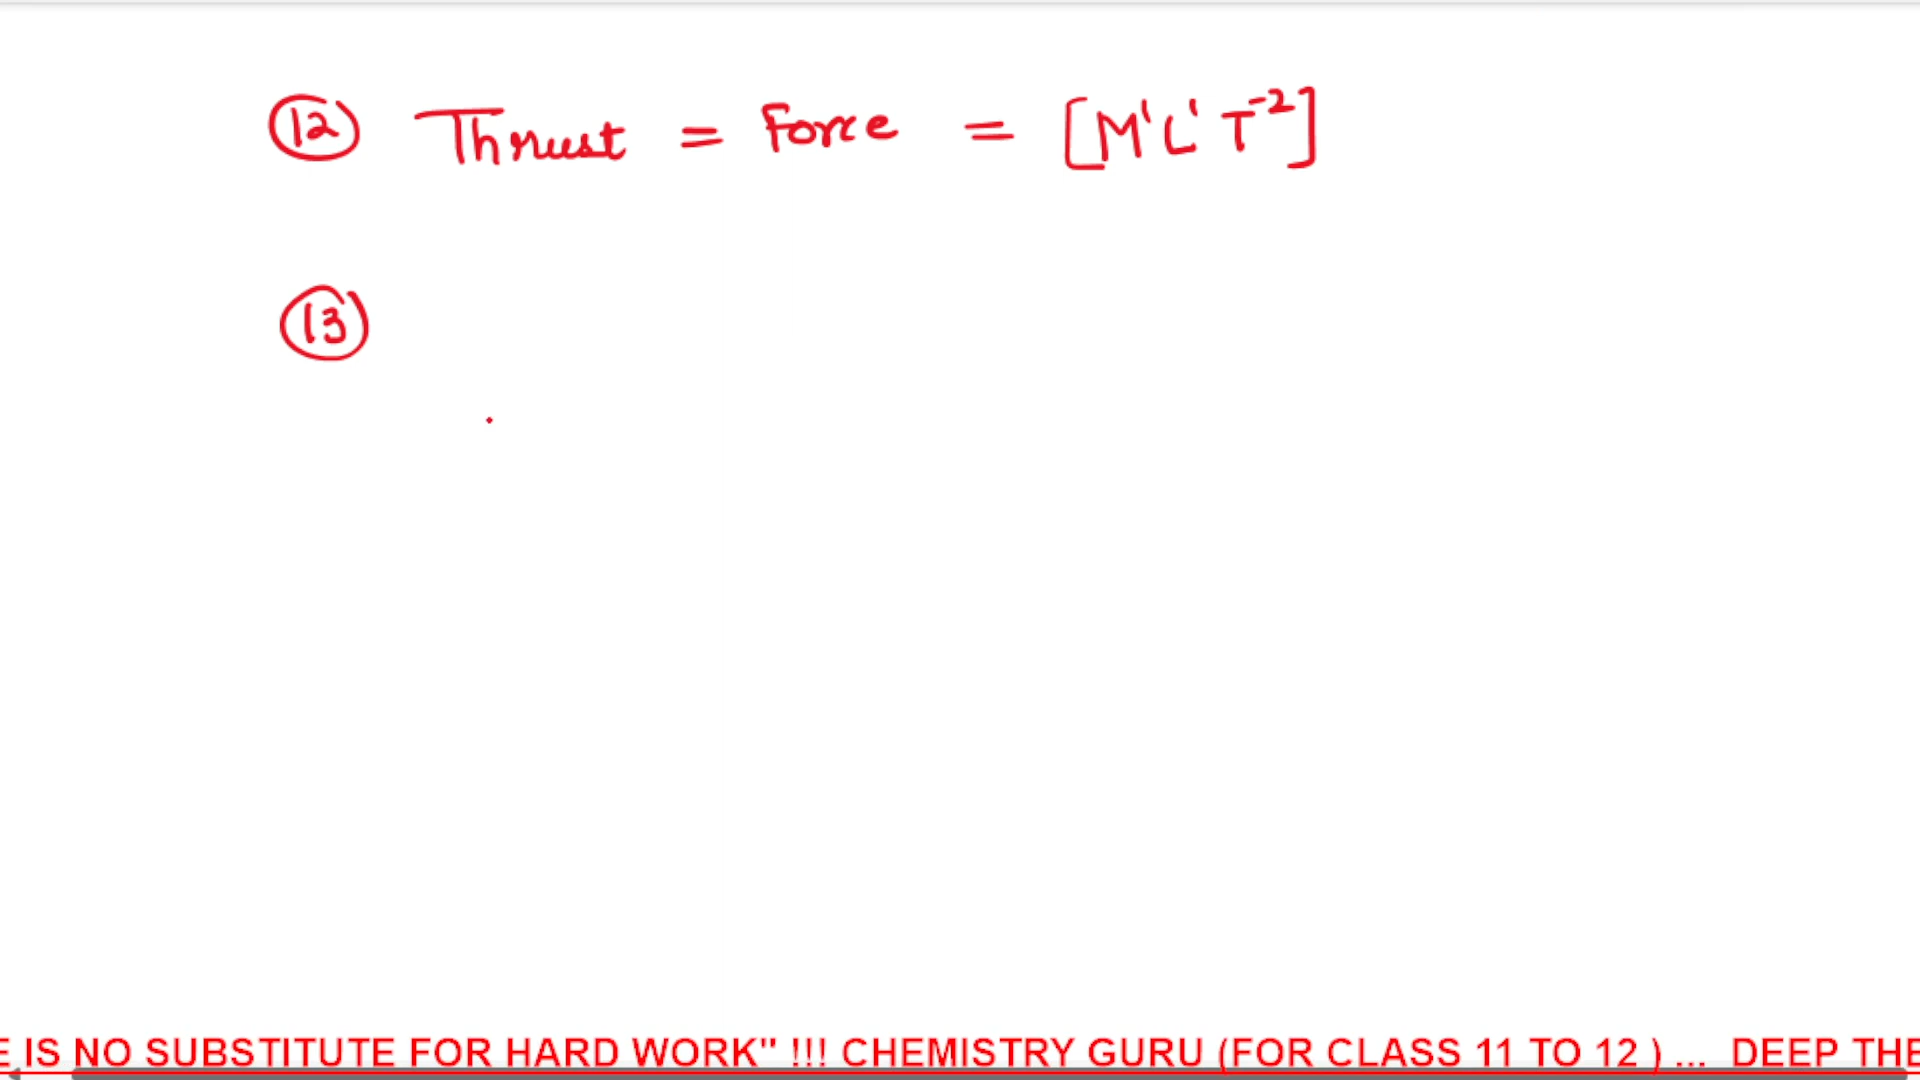 12 Thrust = Force = [M¹L¹T⁻²]
13
E IS NO SUBSTITUTE FOR HARD WORK" !!! CHEMISTRY GURU (FOR CLASS 11 TO 12 ) ... DEEP THE